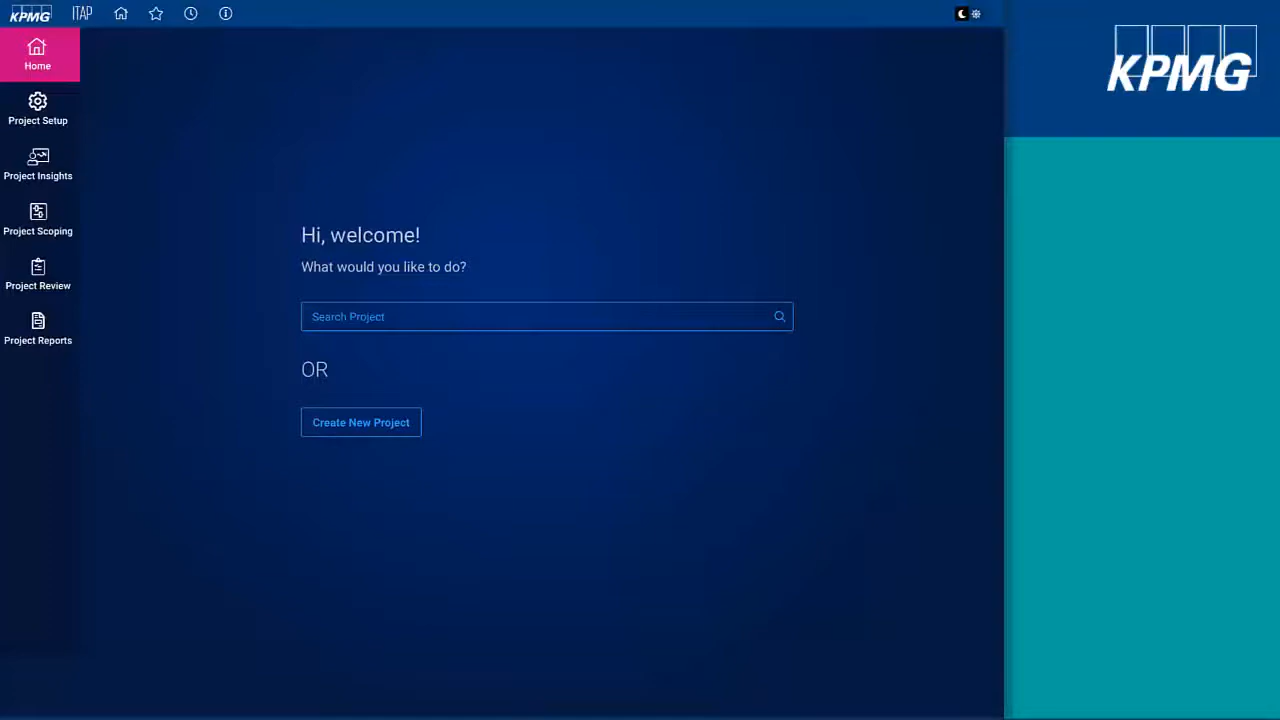 KPMG ITAP
KPMG
Home
Project Setup
Project Insights
Project Scoping
Project Review
Project Reports
Hi, welcome!
What would you like to do?
Search Project
OR
Create New Project